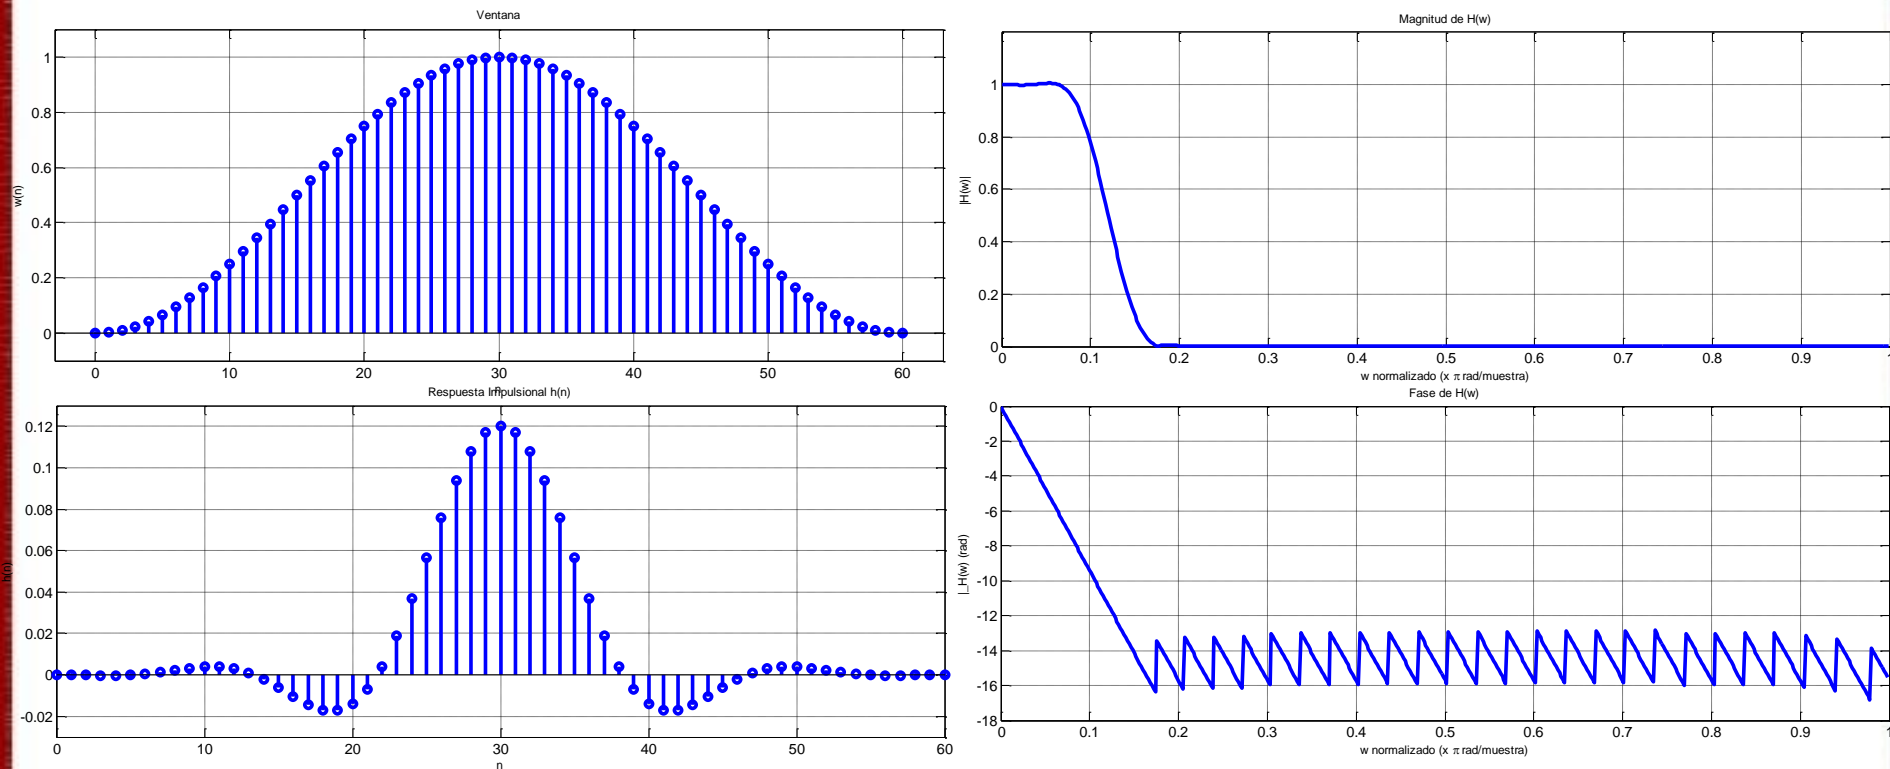 Ventana
w(n)
1
0.8
0.6
0.4
0.2
0
0 10 20 30 40 50 60
n
Magnitud de H(w)
|H(w)|
1
0.8
0.6
0.4
0.2
0
0 0.1 0.2 0.3 0.4 0.5 0.6 0.7 0.8 0.9 1
w normalizado (x π rad/muestra)
Respuesta Impulsional h(n)
h(n)
0.12
0.1
0.08
0.06
0.04
0.02
0
-0.02
0 10 20 30 40 50 60
n
Fase de H(w)
|_H(w) (rad)
0
-2
-4
-6
-8
-10
-12
-14
-16
-18
0 0.1 0.2 0.3 0.4 0.5 0.6 0.7 0.8 0.9 1
w normalizado (x π rad/muestra)